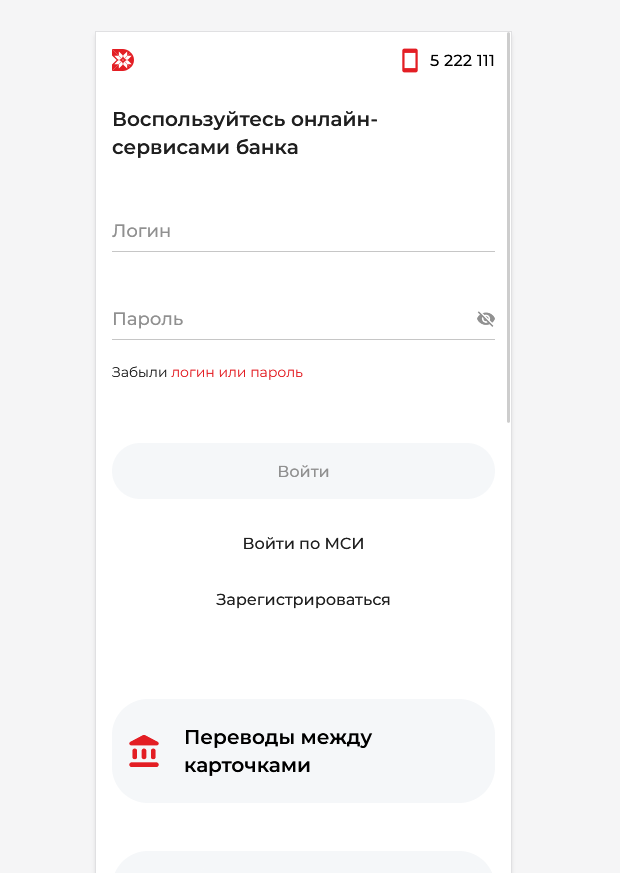 5 222 111
Воспользуйтесь онлайн-
сервисами банка
Логин
Пароль
Забыли логин или пароль
Войти
Войти по МСИ
Зарегистрироваться
Переводы между
карточками